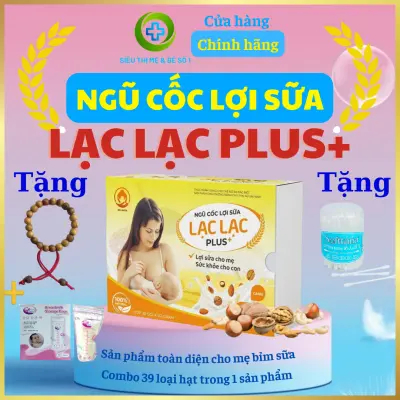 SIÊU THỊ MẸ & BÉ SỐ 1
Cửa hàng
Chính hãng
NGŨ CỐC LỢI SỮA
LẠC LẠC PLUS+
Tặng
Tặng
NGŨ CỐC LỢI SỮA
LẠC LẠC
PLUS+
Lợi sữa cho mẹ
Sức khỏe cho con
100%
+
Sản phẩm toàn diện cho mẹ bỉm sữa
Combo 39 loại hạt trong 1 sản phẩm